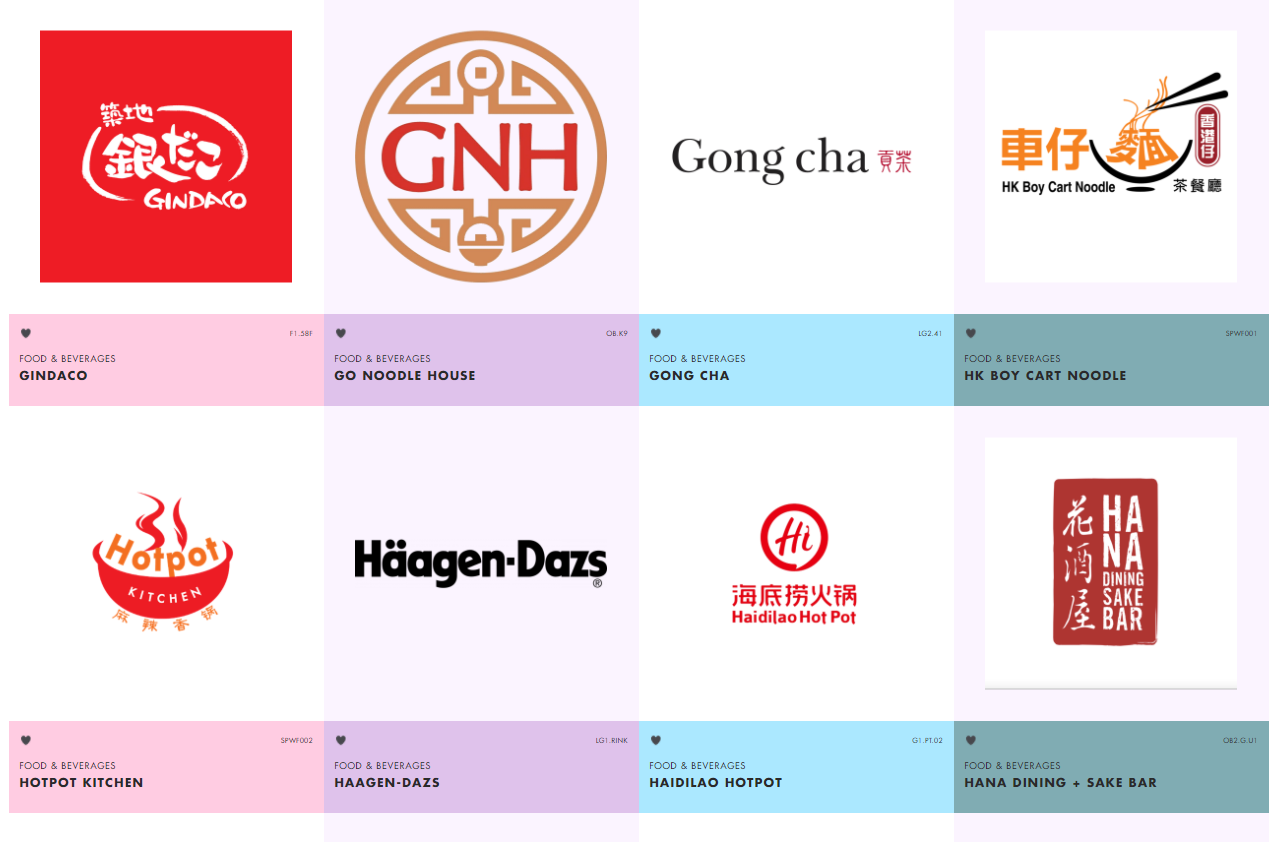 築地
銀だこ
GINDACO
GNH
Gong cha 貢茶
車仔麵
香港仔
HK Boy Cart Noodle
茶餐廳
F1.58F
FOOD & BEVERAGES
GINDACO
OB.K9
FOOD & BEVERAGES
GO NOODLE HOUSE
LG2.41
FOOD & BEVERAGES
GONG CHA
SPWF001
FOOD & BEVERAGES
HK BOY CART NOODLE
Hotpot
KITCHEN
麻辣香锅
Häagen-Dazs®
Hi
海底捞火锅
Haidilao Hot Pot
花酒屋
HA
NA
DINING
SAKE
BAR
SPWF002
FOOD & BEVERAGES
HOTPOT KITCHEN
LG1.RINK
FOOD & BEVERAGES
HAAGEN-DAZS
G1.PT.02
FOOD & BEVERAGES
HAIDILAO HOTPOT
OB2.G.U1
FOOD & BEVERAGES
HANA DINING + SAKE BAR